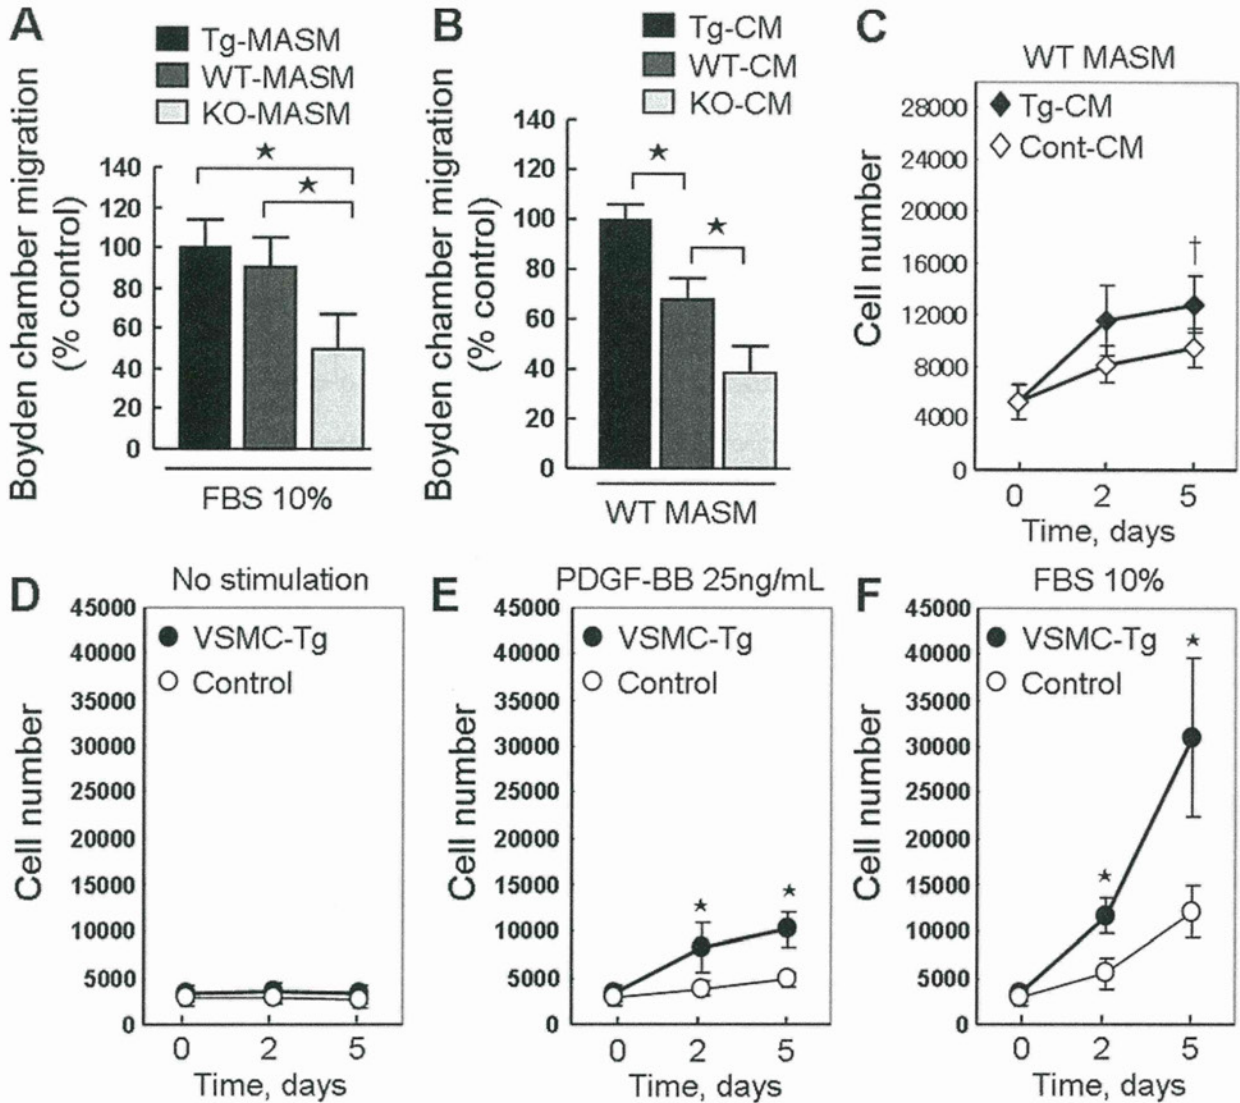 A
Tg-MASM
WT-MASM
KO-MASM
Boyden chamber migration
(% control)
140
120
100
80
60
40
20
0
★
★
FBS 10%
B
Tg-CM
WT-CM
KO-CM
Boyden chamber migration
(% control)
140
120
100
80
60
40
20
0
★
★
WT MASM
C
WT MASM
Tg-CM
Cont-CM
Cell number
28000
24000
20000
16000
12000
8000
4000
0
†
0 2 5
Time, days
D
No stimulation
VSMC-Tg
Control
Cell number
45000
40000
35000
30000
25000
20000
15000
10000
5000
0
0 2 5
Time, days
E
PDGF-BB 25ng/mL
VSMC-Tg
Control
Cell number
45000
40000
35000
30000
25000
20000
15000
10000
5000
0
★ ★
0 2 5
Time, days
F
FBS 10%
VSMC-Tg
Control
Cell number
45000
40000
35000
30000
25000
20000
15000
10000
5000
0
★ ★
0 2 5
Time, days